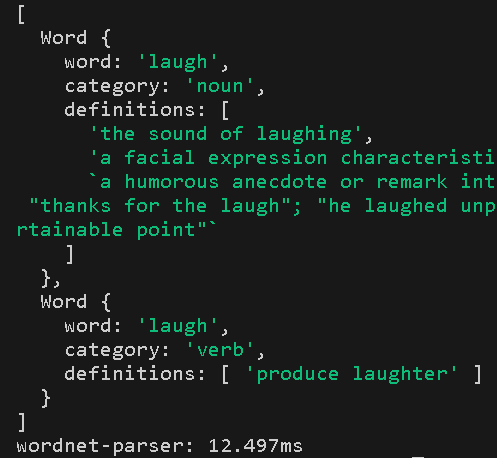 [
  Word {
    word: 'laugh',
    category: 'noun',
    definitions: [
      'the sound of laughing',
      'a facial expression characteristi
      `a humorous anecdote or remark int
 "thanks for the laugh"; "he laughed unp
rtainable point"`
    ]
  },
  Word {
    word: 'laugh',
    category: 'verb',
    definitions: [ 'produce laughter' ]
  }
]
wordnet-parser: 12.497ms